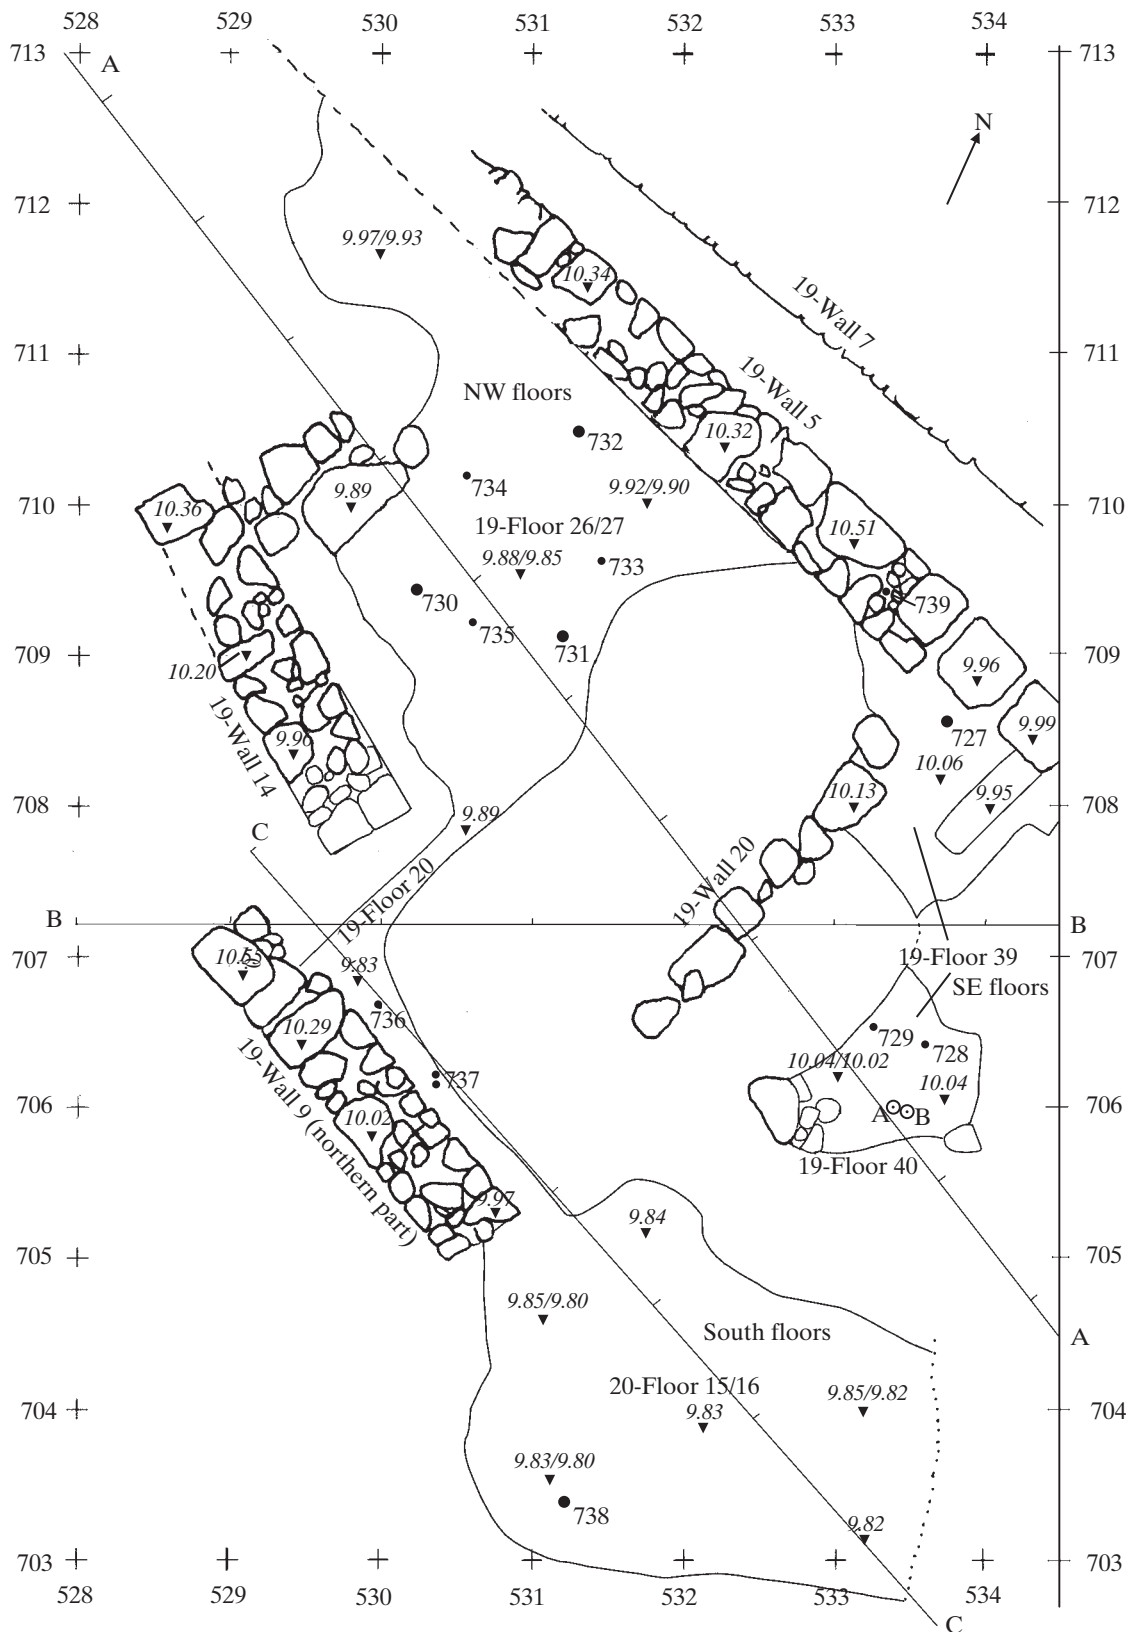 528 529 530 531 532 533 534
713 713
A
N
712 712
9.97/9.93
10.34
19-Wall 7
711 711
NW floors
19-Wall 5
732
10.32
734
9.89
9.92/9.90
710 710
10.36
19-Floor 26/27
10.51
9.88/9.85
733
730
739
735
731
709 709
10.20
9.96
19-Wall 14
9.99
727
9.96
10.06
10.13
9.95
708 708
9.89
C
19-Floor 20
19-Wall 20
B B
707 707
10.55
9.83
19-Floor 39
SE floors
736
10.29
729
728
10.04/10.02
737
10.04
706 706
10.02
A B
19-Wall 9 (northern part)
19-Floor 40
9.97
9.84
705 705
9.85/9.80
South floors
A
20-Floor 15/16
9.85/9.82
704 704
9.83
9.83/9.80
738
9.82
703 703
528 529 530 531 532 533 534
C